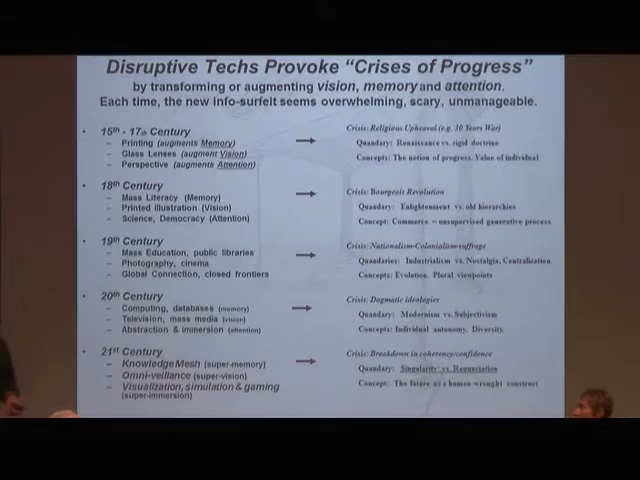 Disruptive Techs Provoke “Crises of Progress”
by transforming or augmenting vision, memory and attention.
Each time, the new info-surfeit seems overwhelming, scary, unmanageable.
• 15th - 17th Century
– Printing (augments Memory)
– Glass Lenses (augment Vision)
– Perspective (augments Attention)
Crisis: Religious Upheaval (e.g. 30 Years War)
Quandary: Renaissance vs. rigid doctrine
Concepts: The notion of progress. Value of individual
• 18th Century
– Mass Literacy (Memory)
– Printed illustration (Vision)
– Science, Democracy (Attention)
Crisis: Bourgeois Revolution
Quandary: Enlightenment vs. old hierarchies
Concept: Commerce = unsupervised generative process
• 19th Century
– Mass Education, public libraries
– Photography, cinema
– Global Connection, closed frontiers
Crisis: Nationalism-Colonialism-suffrage
Quandaries: Industrialism vs. Nostalgia, Centralization
Concepts: Evolution. Plural viewpoints
• 20th Century
– Computing, databases (memory)
– Television, mass media (vision)
– Abstraction & immersion (attention)
Crisis: Dogmatic ideologies
Quandary: Modernism vs. Subjectivism
Concepts: Individual autonomy, Diversity.
• 21st Century
– Knowledge Mesh (super-memory)
– Omni-veillance (super-vision)
– Visualization, simulation & gaming
(super-immersion)
Crisis: Breakdown in coherency/confidence
Quandary: Singularity vs. Renunciation
Concept: The future as a human-wrought construct